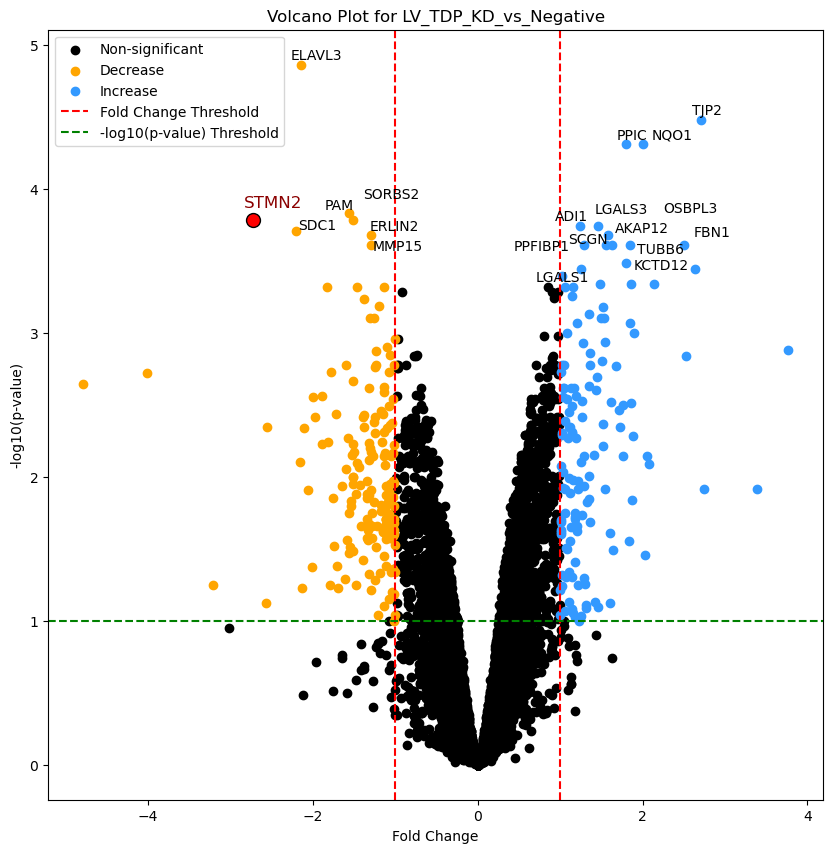 Volcano Plot for LV_TDP_KD_vs_Negative
5
4
3
2
1
0
-log10(p-value)
Non-significant
Decrease
Increase
Fold Change Threshold
-log10(p-value) Threshold
ELAVL3
TJP2
PPIC
NQO1
STMN2
PAM
SORBS2
SDC1
ERLIN2
MMP15
ADI1
LGALS3
OSBPL3
AKAP12
FBN1
PPFIBP1
SCGN
TUBB6
KCTD12
LGALS1
−4
−2
0
2
4
Fold Change